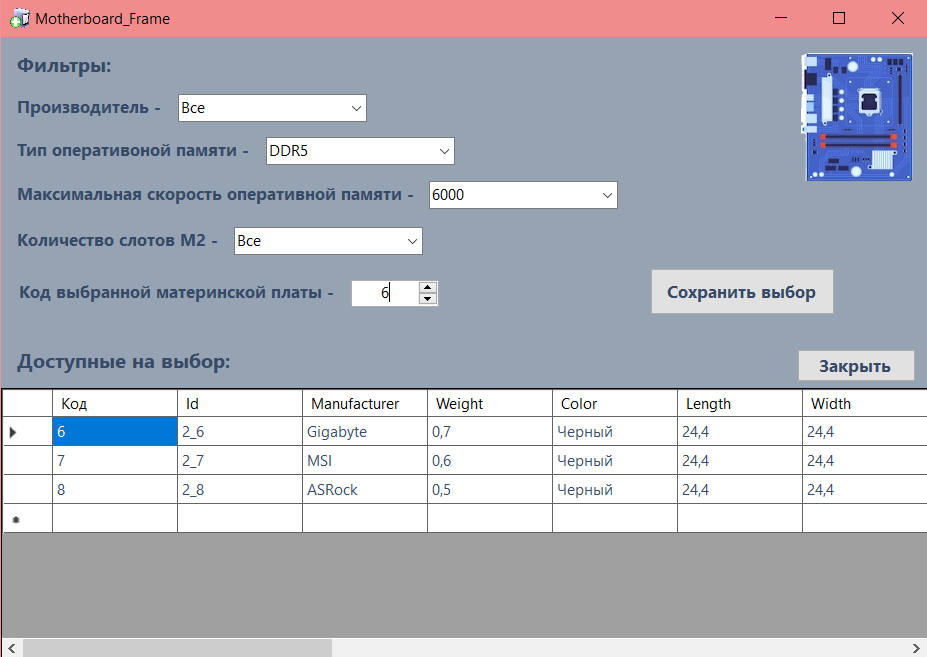 Motherboard_Frame
Фильтры:
Производитель - Все
Тип оперативоной памяти - DDR5
Максимальная скорость оперативной памяти - 6000
Количество слотов М2 - Все
Код выбранной материнской платы - 6
Сохранить выбор
Доступные на выбор:
Закрыть
Код Id Manufacturer Weight Color Length Width
6 2_6 Gigabyte 0,7 Черный 24,4 24,4
7 2_7 MSI 0,6 Черный 24,4 24,4
8 2_8 ASRock 0,5 Черный 24,4 24,4